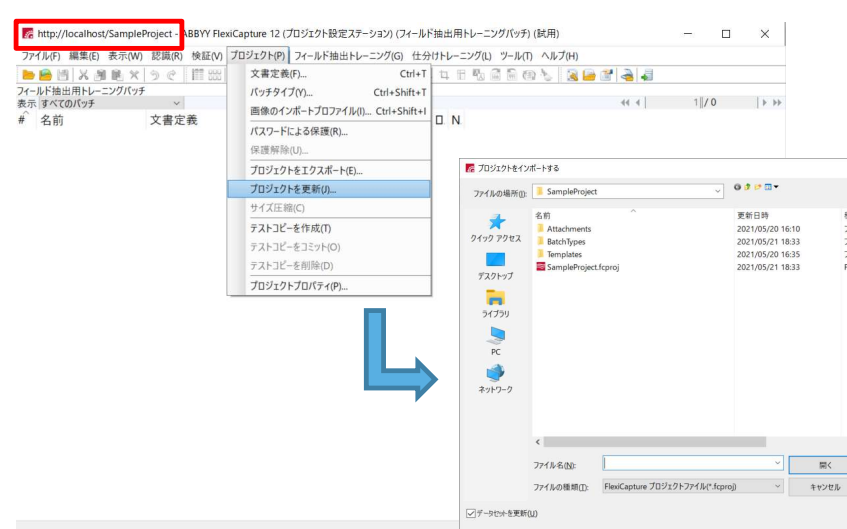 http://localhost/SampleProject - ABBYY FlexiCapture 12 (プロジェクト設定ステーション) (フィールド抽出用トレーニングバッチ) (試用)
ファイル(F) 編集(E) 表示(W) 認識(R) 検証(V) プロジェクト(P) フィールド抽出トレーニング(G) 仕分けトレーニング(L) ツール(T) ヘルプ(H)
フィールド抽出用トレーニングバッチ
表示 すべてのバッチ
1 / 0
# 名前 文書定義
文書定義(F)... Ctrl+T
バッチタイプ(Y)... Ctrl+Shift+T
画像のインポートプロファイル(I)... Ctrl+Shift+I
パスワードによる保護(R)...
保護解除(U)...
プロジェクトをエクスポート(E)...
プロジェクトを更新(J)...
サイズ圧縮(C)
テストコピーを作成(T)
テストコピーをコミット(O)
テストコピーを削除(D)
プロジェクトプロパティ(P)...
プロジェクトをインポートする
ファイルの場所(I): SampleProject
名前 更新日時
Attachments 2021/05/20 16:10
BatchTypes 2021/05/21 18:33
Templates 2021/05/20 16:35
SampleProject.fcproj 2021/05/21 18:33
クイック アクセス
デスクトップ
ライブラリ
PC
ネットワーク
ファイル名(N): 開く
ファイルの種類(T): FlexiCapture プロジェクトファイル(*.fcproj) キャンセル
データセットを更新(U)